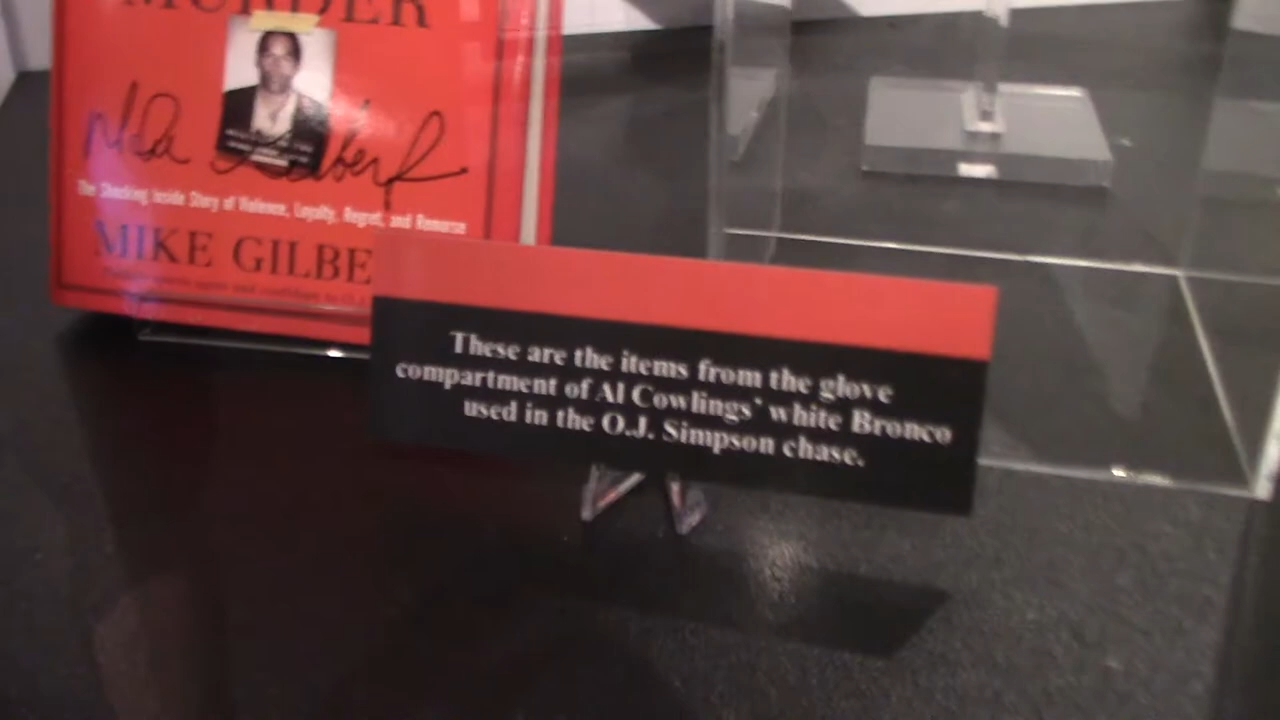 MURDER
The Shocking Inside Story of Violence, Loyalty, Regret, and Remorse
MIKE GILBE
These are the items from the glove
compartment of Al Cowlings' white Bronco
used in the O.J. Simpson chase.